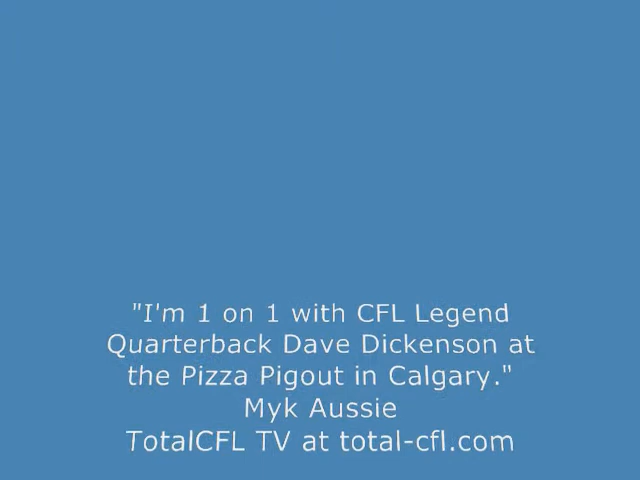 "I'm 1 on 1 with CFL Legend
Quarterback Dave Dickenson at
the Pizza Pigout in Calgary."
Myk Aussie
TotalCFL TV at total-cfl.com